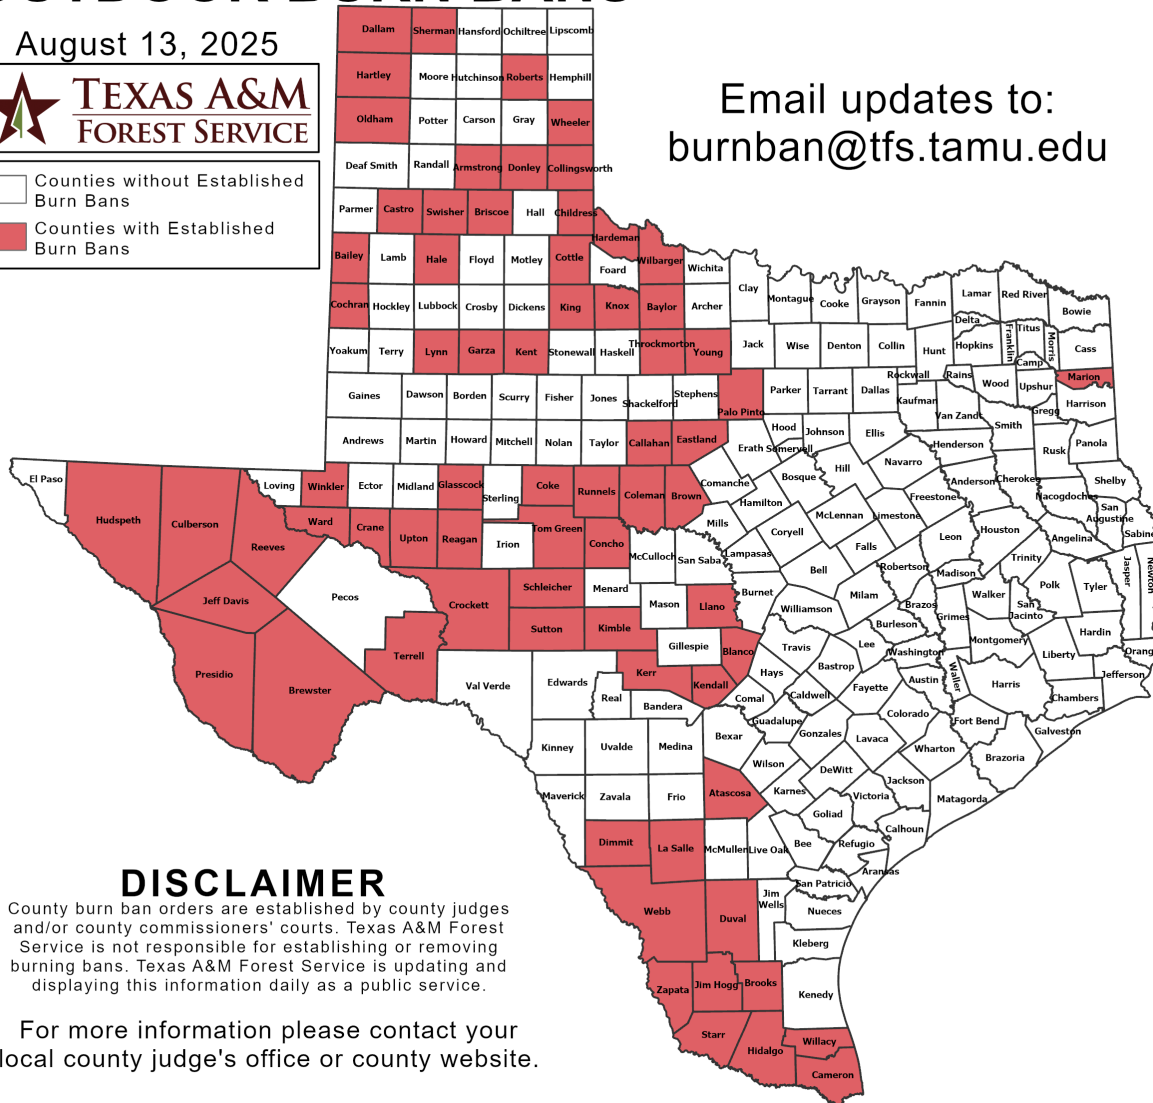 OUTDOOR BURN BANS
August 13, 2025
TEXAS A&M
FOREST SERVICE
Email updates to:
burnban@tfs.tamu.edu
Counties without Established
Burn Bans
Counties with Established
Burn Bans
Dallam Sherman Hansford Ochiltree Lipscomb
Hartley Moore Hutchinson Roberts Hemphill
Oldham Potter Carson Gray Wheeler
Deaf Smith Randall Armstrong Donley Collingsworth
Parmer Castro Swisher Briscoe Hall Childress
Hardeman
Bailey Lamb Hale Floyd Motley Cottle Foard Wilbarger Wichita
Clay Montague Cooke Grayson Fannin Lamar Red River Bowie
Cochran Hockley Lubbock Crosby Dickens King Knox Baylor Archer
Delta Franklin Titus Morris Cass
Yoakum Terry Lynn Garza Kent Stonewall Haskell Throckmorton Young Jack Wise Denton Collin Hunt Hopkins
Camp
Rockwall Rains Wood Upshur Marion
Gaines Dawson Borden Scurry Fisher Jones Shackelford Stephens Palo Pinto Parker Tarrant Dallas Kaufman Van Zandt Smith Gregg Harrison
Andrews Martin Howard Mitchell Nolan Taylor Callahan Eastland Erath Hood Somervell Johnson Ellis Henderson Rusk Panola
El Paso Hudspeth Culberson Reeves Loving Winkler Ector Midland Glasscock Sterling Coke Runnels Coleman Brown Comanche Bosque Hill Navarro Anderson Cherokee Nacogdoches Shelby
Ward Crane Upton Reagan Irion Tom Green Concho McCulloch San Saba Mills Hamilton Coryell McLennan Limestone Freestone Leon Houston Angelina San
Augustine Sabine
Jeff Davis Pecos Crockett Schleicher Menard Mason Llano Burnet Lampasas Bell Falls Milam Robertson Madison Trinity Polk Tyler Jasper Newton
Sutton Kimble Gillespie Blanco Williamson Burleson Brazos Grimes Walker San
Jacinto Hardin
Presidio Brewster Terrell Val Verde Edwards Kerr Kendall Travis Hays Bastrop Lee Washington Montgomery Liberty Orange
Real Bandera Comal Caldwell Fayette Austin Waller Harris Chambers Jefferson
Kinney Uvalde Medina Bexar Guadalupe Gonzales Lavaca Colorado Fort Bend Galveston
Wilson DeWitt Wharton Brazoria
Maverick Zavala Frio Atascosa Karnes Goliad Victoria Jackson Matagorda
Dimmit La Salle McMullen Live Oak Bee Refugio Calhoun
Aransas
San Patricio
Webb Duval Jim
Wells Nueces
Kleberg
Zapata Jim Hogg Brooks Kenedy
Starr Hidalgo Willacy
Cameron
DISCLAIMER
County burn ban orders are established by county judges
and/or county commissioners' courts. Texas A&M Forest
Service is not responsible for establishing or removing
burning bans. Texas A&M Forest Service is updating and
displaying this information daily as a public service.
For more information please contact your
local county judge's office or county website.